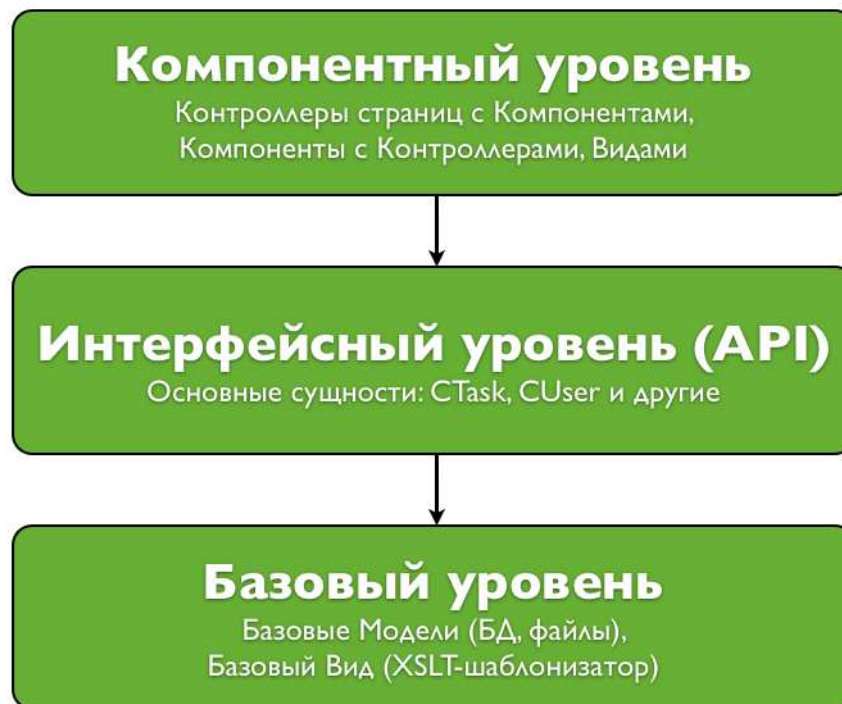 Компонентный уровень
Контроллеры страниц с Компонентами,
Компоненты с Контроллерами, Видами
Интерфейсный уровень (API)
Основные сущности: CTask, CUser и другие
Базовый уровень
Базовые Модели (БД, файлы),
Базовый Вид (XSLT-шаблонизатор)